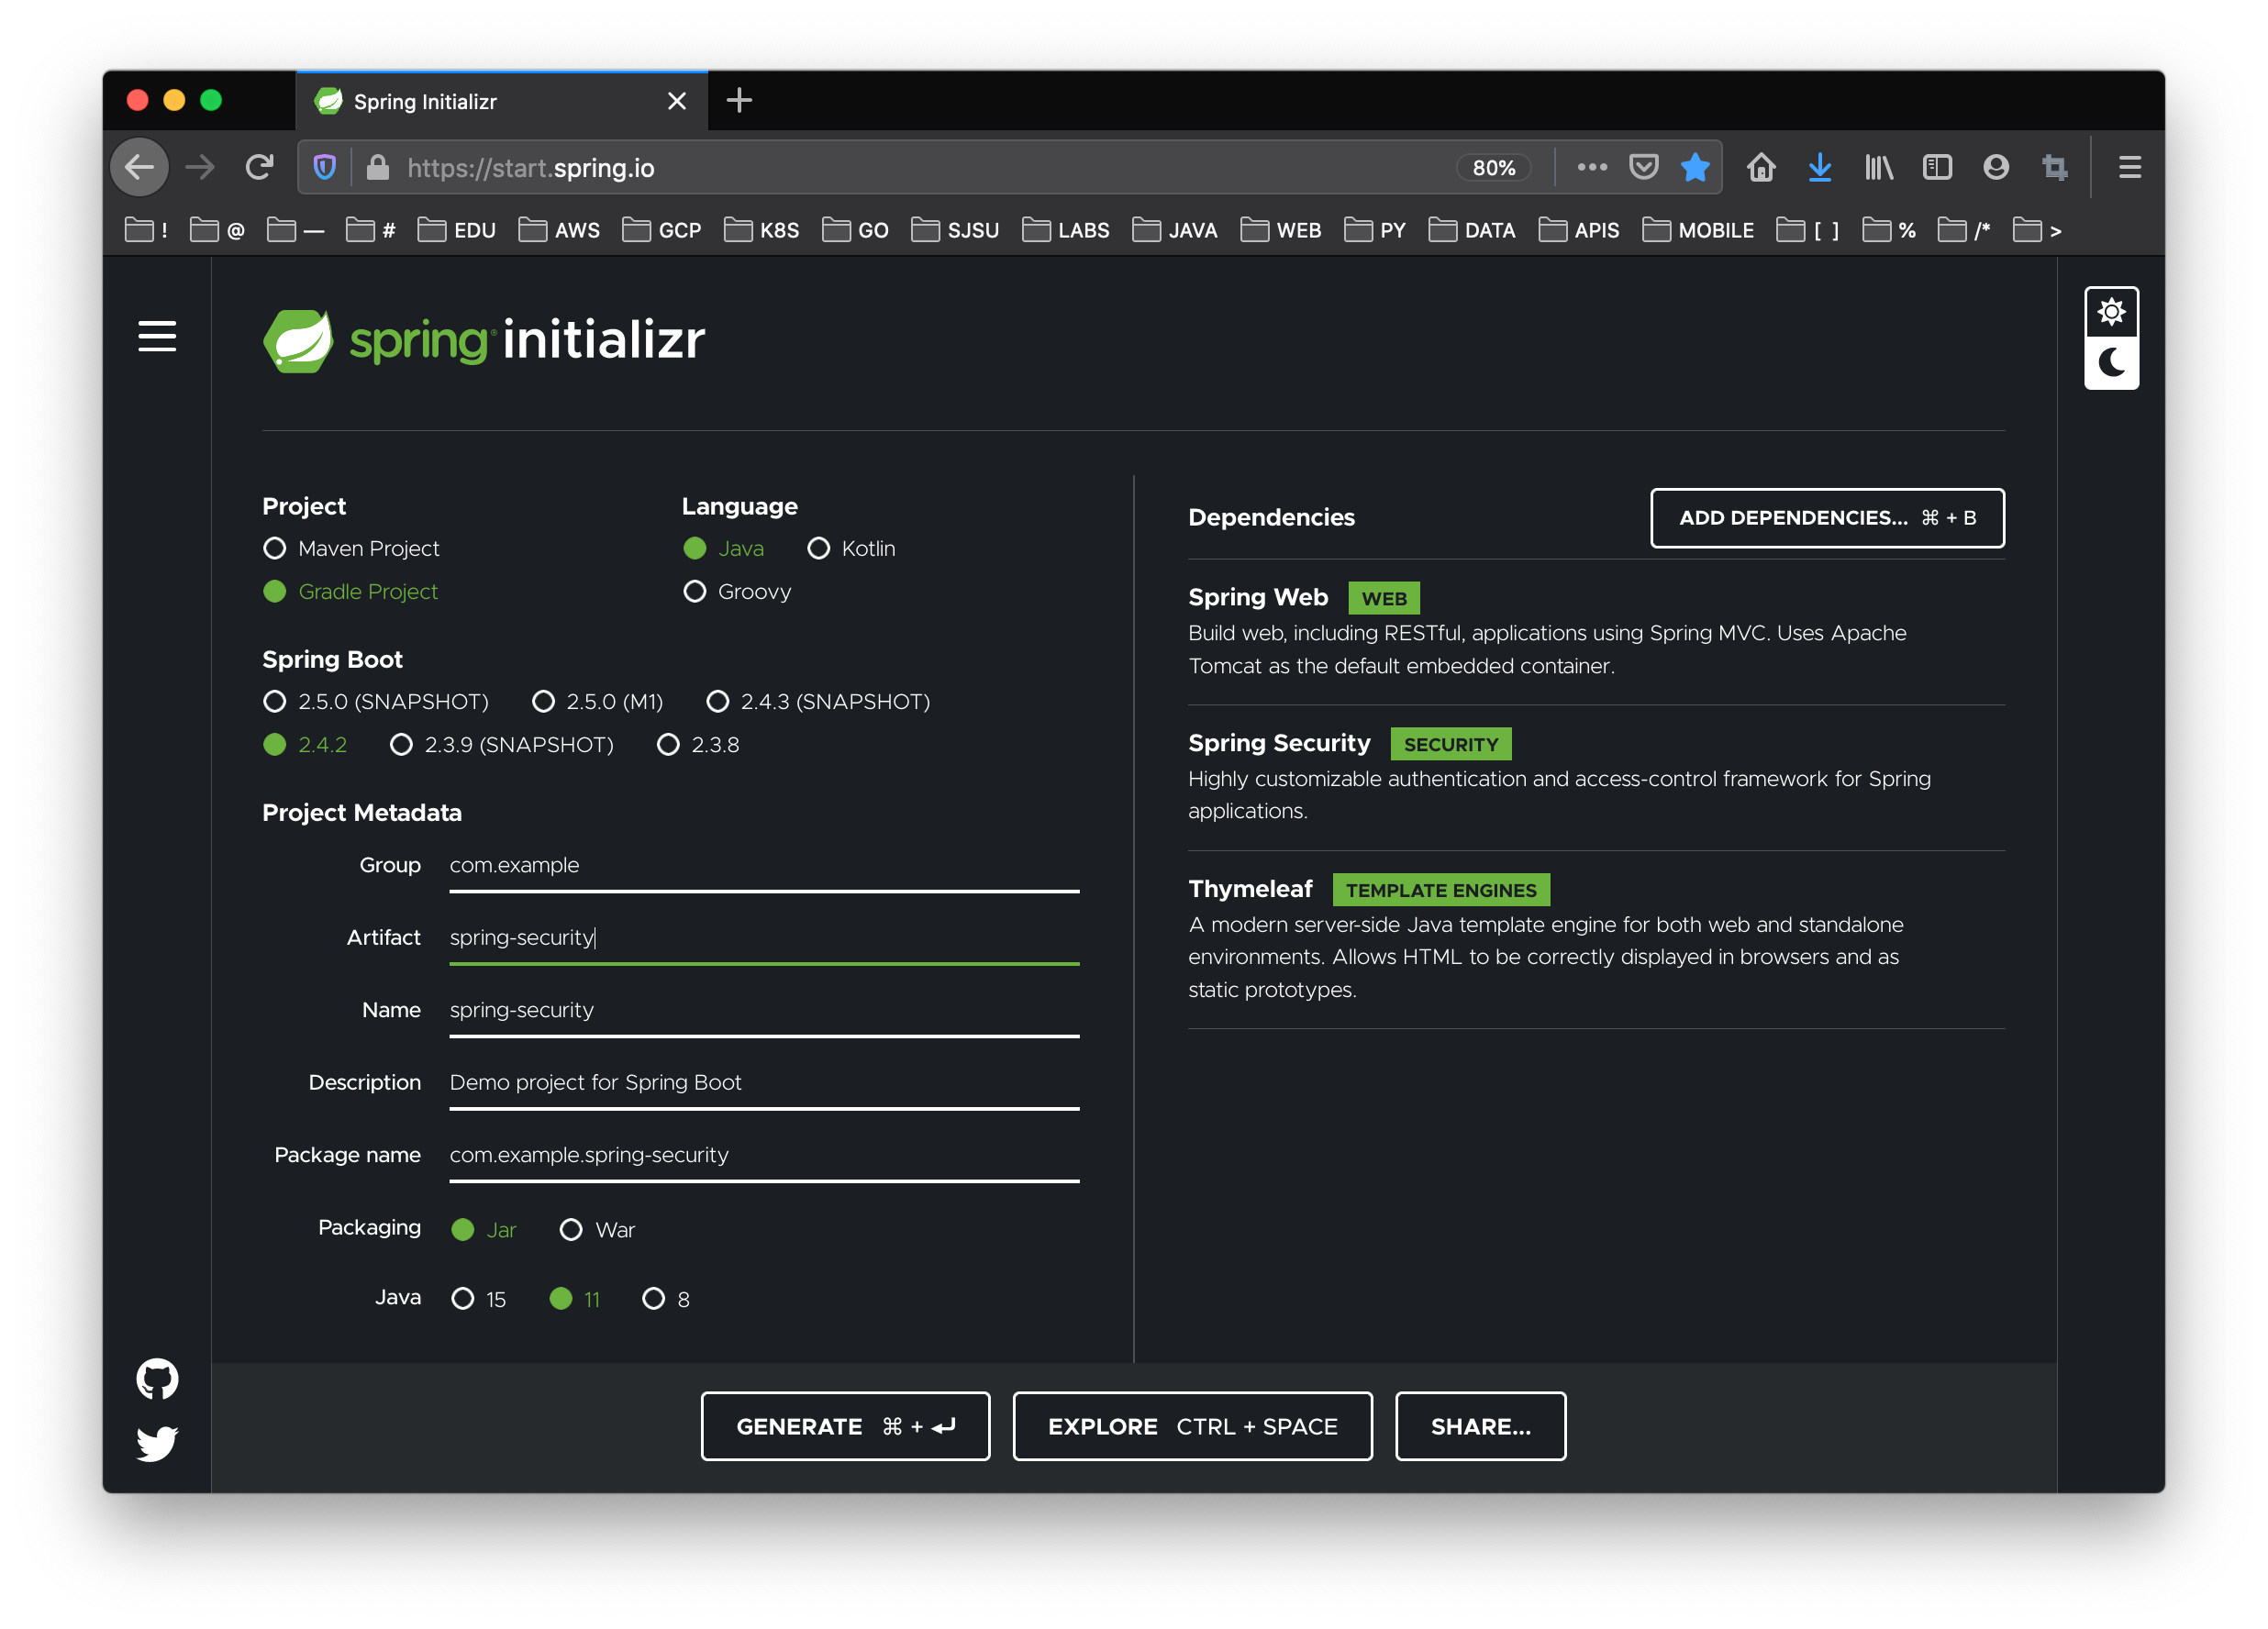 Spring Initializr
https://start.spring.io
80%
! @ — # EDU AWS GCP K8S GO SJSU LABS JAVA WEB PY DATA APIS MOBILE [ ] % /* >
spring® initializr
Project
Maven Project
Gradle Project
Language
Java Kotlin
Groovy
Spring Boot
2.5.0 (SNAPSHOT) 2.5.0 (M1) 2.4.3 (SNAPSHOT)
2.4.2 2.3.9 (SNAPSHOT) 2.3.8
Project Metadata
Group com.example
Artifact spring-security
Name spring-security
Description Demo project for Spring Boot
Package name com.example.spring-security
Packaging Jar War
Java 15 11 8
Dependencies
ADD DEPENDENCIES... ⌘ + B
Spring Web WEB
Build web, including RESTful, applications using Spring MVC. Uses Apache
Tomcat as the default embedded container.
Spring Security SECURITY
Highly customizable authentication and access-control framework for Spring
applications.
Thymeleaf TEMPLATE ENGINES
A modern server-side Java template engine for both web and standalone
environments. Allows HTML to be correctly displayed in browsers and as
static prototypes.
GENERATE ⌘ + ↵
EXPLORE CTRL + SPACE
SHARE...